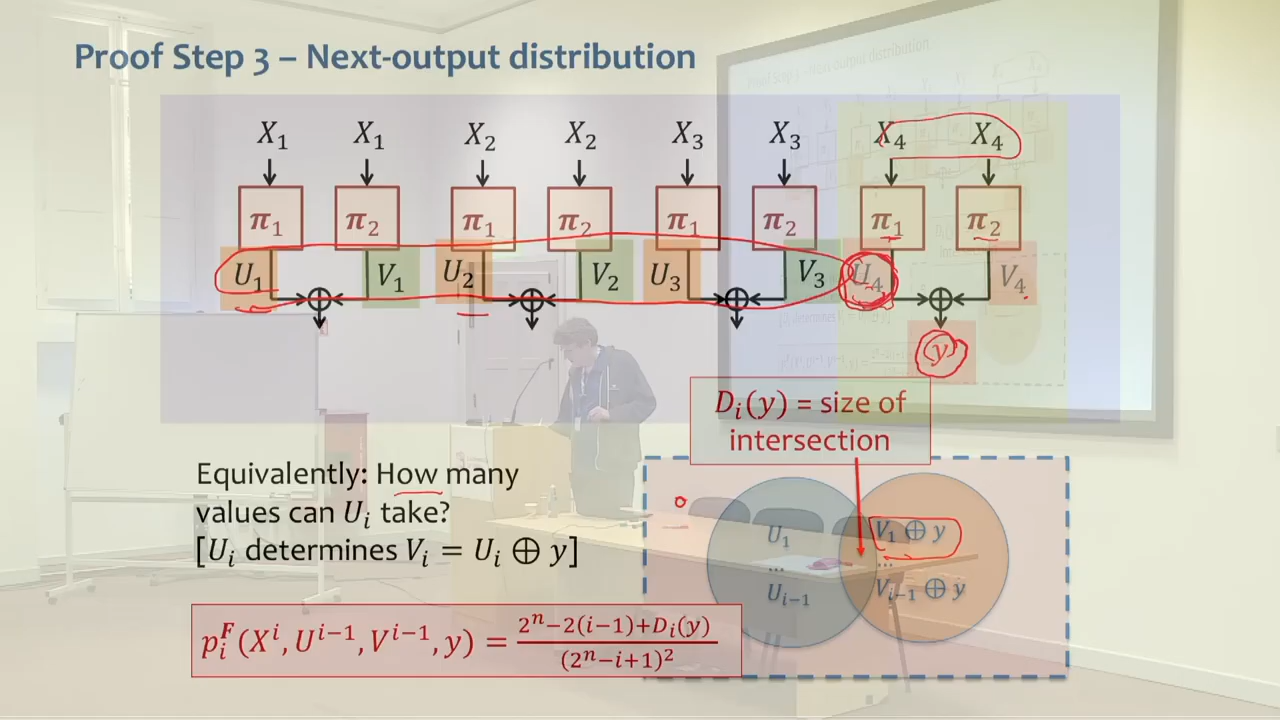 Proof Step 3 – Next-output distribution
X₁ X₁ X₂ X₂ X₃ X₃ X₄ X₄
π₁ π₂ π₁ π₂ π₁ π₂ π₁ π₂
U₁ V₁ U₂ V₂ U₃ V₃ U₄ V₄
y
Dᵢ(y) = size of
intersection
Equivalently: How many
values can Uᵢ take?
[Uᵢ determines Vᵢ = Uᵢ ⊕ y]
U₁ V₁ ⊕ y
... ...
Uᵢ₋₁ Vᵢ₋₁ ⊕ y
pᵢ^F(Xⁱ, Uⁱ⁻¹, Vⁱ⁻¹, y) = (2ⁿ−2(i−1)+Dᵢ(y))/(2ⁿ−i+1)²